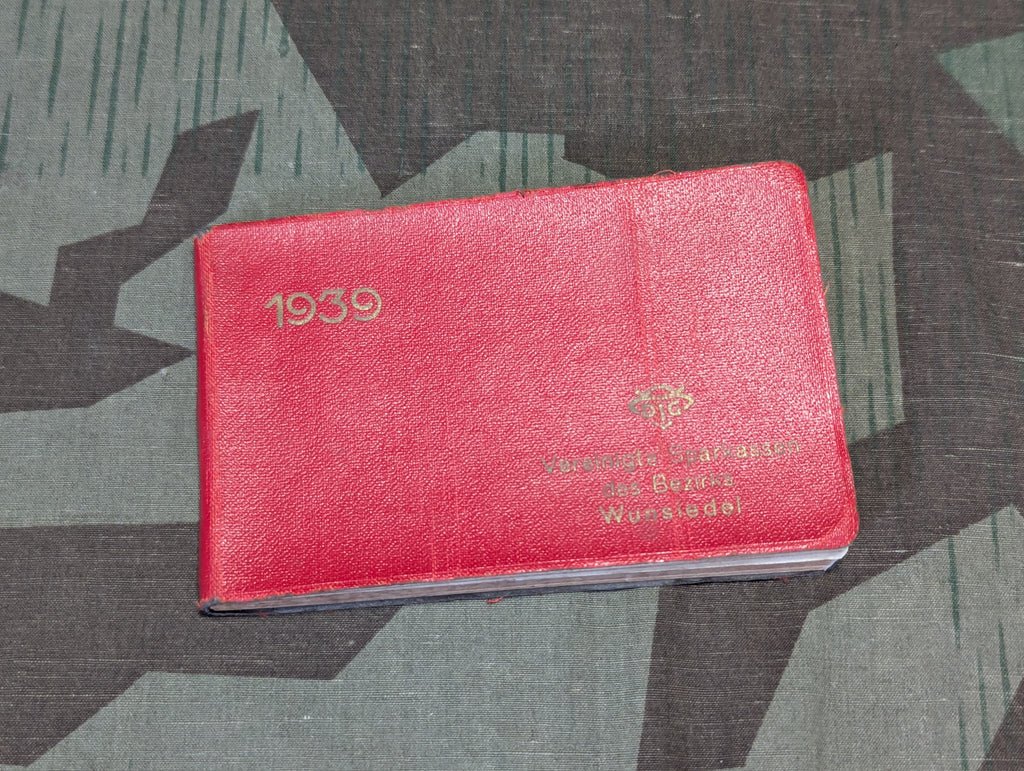 1939
Vereinigte Sparkassen
des Bezirks
Wunsiedel